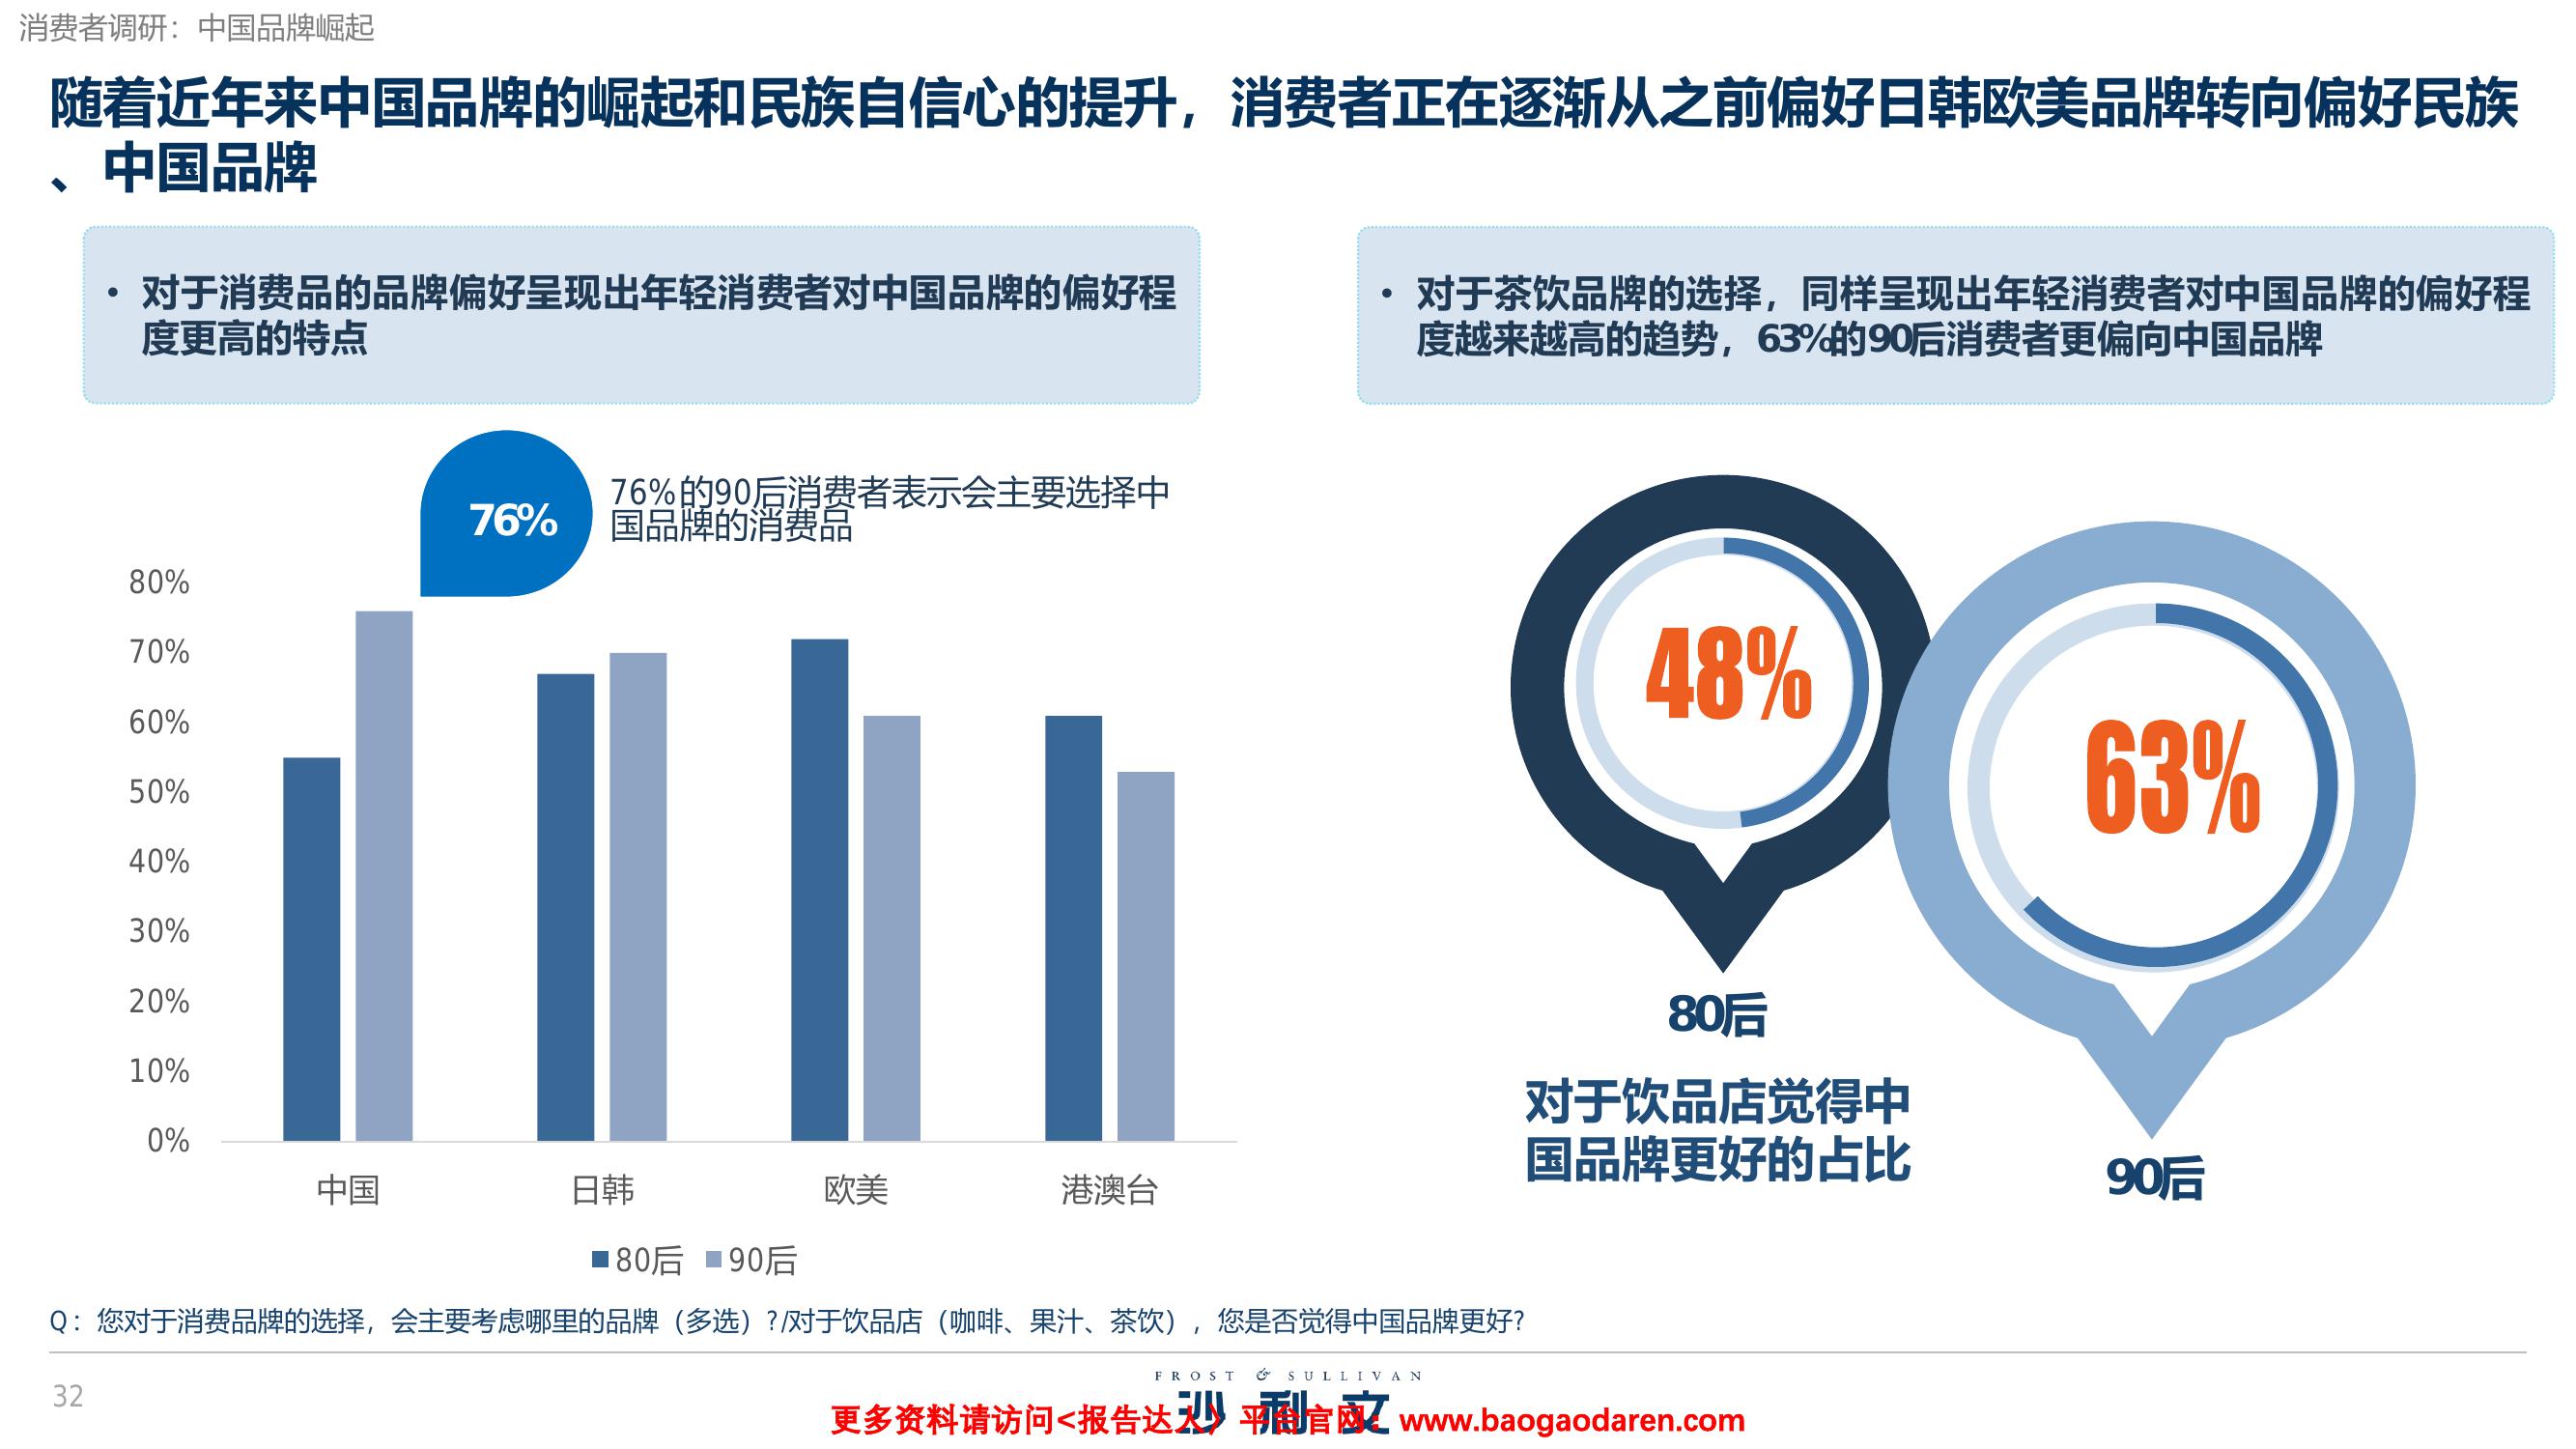 消费者调研：中国品牌崛起
随着近年来中国品牌的崛起和民族自信心的提升，消费者正在逐渐从之前偏好日韩欧美品牌转向偏好民族
、中国品牌
• 对于消费品的品牌偏好呈现出年轻消费者对中国品牌的偏好程
度更高的特点
• 对于茶饮品牌的选择，同样呈现出年轻消费者对中国品牌的偏好程
度越来越高的趋势，63%的90后消费者更偏向中国品牌
76%
76%的90后消费者表示会主要选择中
国品牌的消费品
80%
70%
60%
50%
40%
30%
20%
10%
0%
中国
日韩
欧美
港澳台
80后
90后
48%
63%
80后
90后
对于饮品店觉得中
国品牌更好的占比
Q：您对于消费品牌的选择，会主要考虑哪里的品牌（多选）?/对于饮品店（咖啡、果汁、茶饮），您是否觉得中国品牌更好?
32
FROST & SULLIVAN
沙利文
更多资料请访问<报告达人>平台官网：www.baogaodaren.com